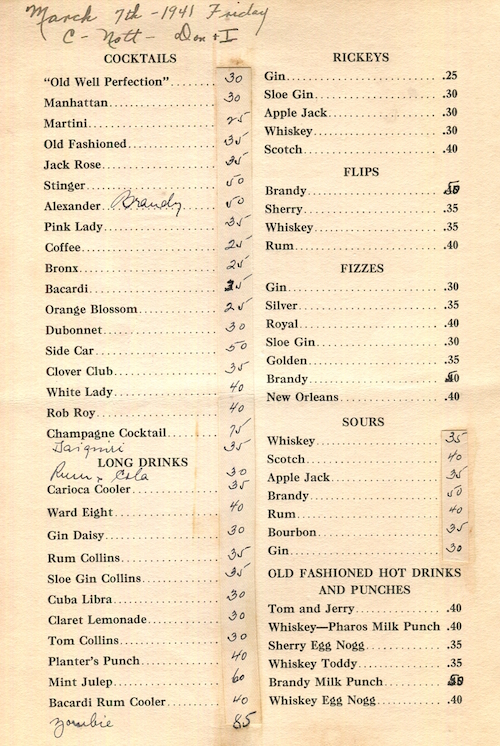 March 7th - 1941 Friday
C - Nott - Don + I
COCKTAILS
"Old Well Perfection" 30
Manhattan 30
Martini 25
Old Fashioned 35
Jack Rose 35
Stinger 50
Alexander Brandy 50
Pink Lady 35
Coffee 25
Bronx 25
Bacardi 35
Orange Blossom 25
Dubonnet 30
Side Car 50
Clover Club 35
White Lady 40
Rob Roy 40
Champagne Cocktail 75
Daiquiri 35
LONG DRINKS
Rum & Cola 30
Carioca Cooler 35
Ward Eight 40
Gin Daisy 30
Rum Collins 35
Sloe Gin Collins 35
Cuba Libra 30
Claret Lemonade 30
Tom Collins 30
Planter's Punch 40
Mint Julep 60
Bacardi Rum Cooler 40
Zombie 85
RICKEYS
Gin .25
Sloe Gin .30
Apple Jack .30
Whiskey .30
Scotch .40
FLIPS
Brandy .50
Sherry .35
Whiskey .35
Rum .40
FIZZES
Gin .30
Silver .35
Royal .40
Sloe Gin .30
Golden .35
Brandy .50
New Orleans .40
SOURS
Whiskey 35
Scotch 40
Apple Jack 35
Brandy 50
Rum 40
Bourbon 35
Gin 30
OLD FASHIONED HOT DRINKS
AND PUNCHES
Tom and Jerry .40
Whiskey—Pharos Milk Punch .40
Sherry Egg Nogg .35
Whiskey Toddy .35
Brandy Milk Punch .50
Whiskey Egg Nogg .40